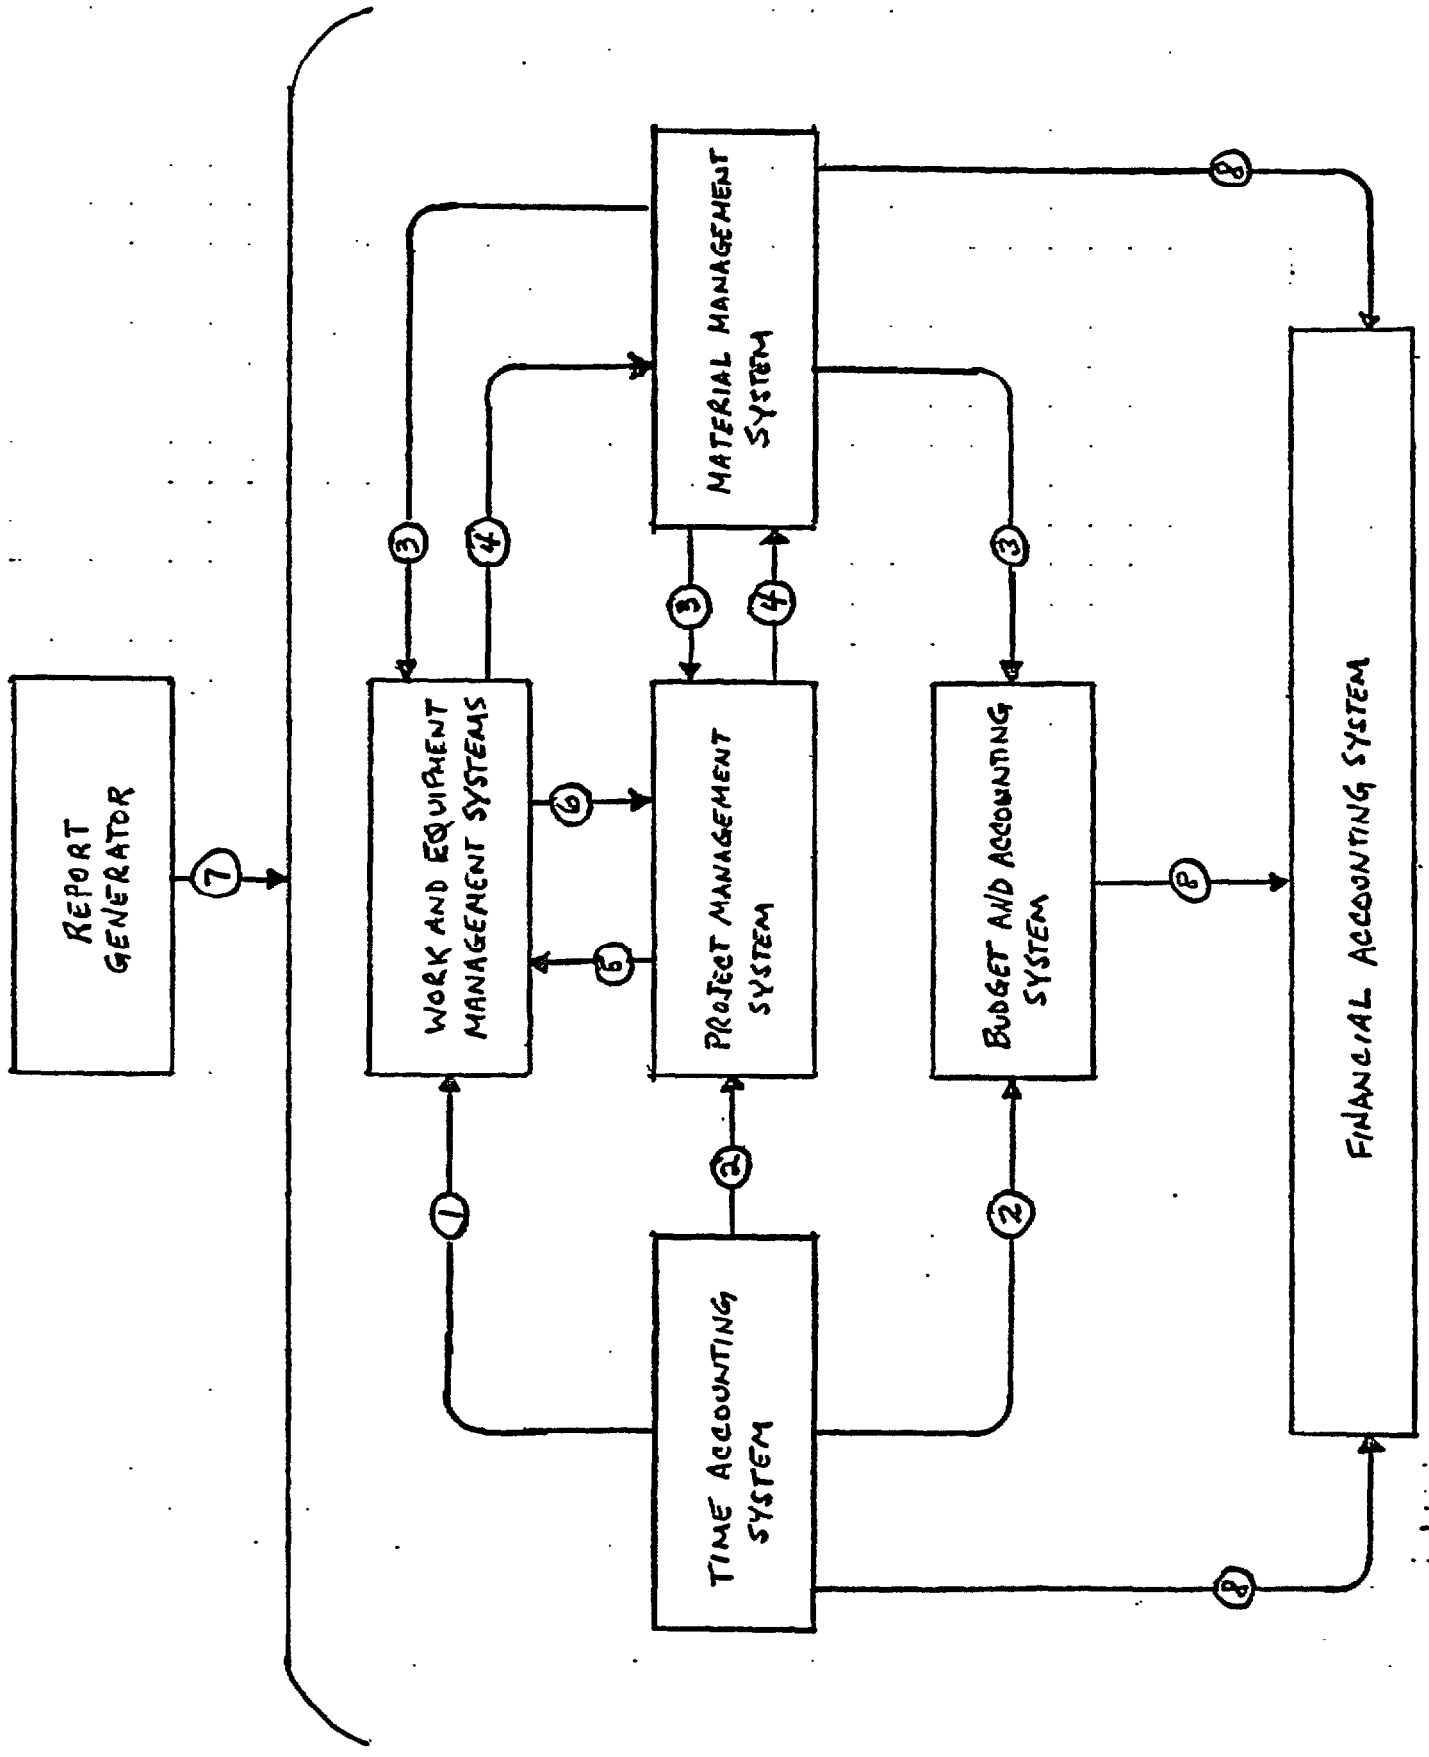 REPORT
GENERATOR
7
WORK AND EQUIPMENT
MANAGEMENT SYSTEMS
1
3
4
5
6
TIME ACCOUNTING
SYSTEM
2
PROJECT MANAGEMENT
SYSTEM
3
4
MATERIAL MANAGEMENT
SYSTEM
2
BUDGET AND ACCOUNTING
SYSTEM
3
8
8
8
FINANCIAL ACCOUNTING SYSTEM